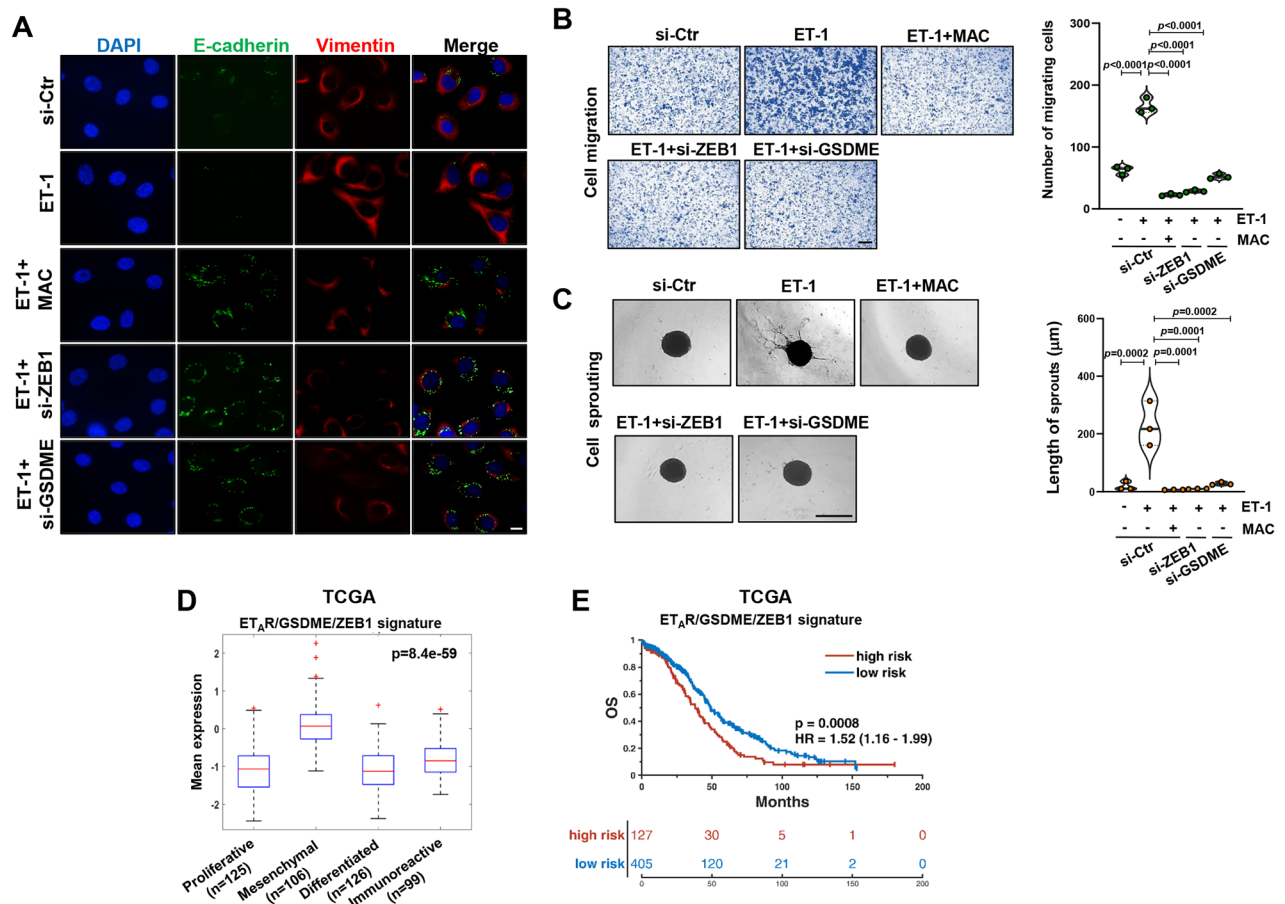 A
DAPI E-cadherin Vimentin Merge
si-Ctr
ET-1
ET-1+
MAC
ET-1+
si-ZEB1
ET-1+
si-GSDME
B
si-Ctr ET-1 ET-1+MAC
ET-1+si-ZEB1 ET-1+si-GSDME
Cell migration
Number of migrating cells
300
200
100
0
p<0.0001
p<0.0001
p<0.0001 p<0.0001
- + + + + ET-1
- - + - - MAC
si-Ctr
si-ZEB1
si-GSDME
C
si-Ctr ET-1 ET-1+MAC
ET-1+si-ZEB1 ET-1+si-GSDME
Cell sprouting
Length of sprouts (µm)
600
400
200
0
p=0.0002
p=0.0001
p=0.0002 p=0.0001
- + + + + ET-1
- - + - - MAC
si-Ctr
si-ZEB1
si-GSDME
D
TCGA
ETAR/GSDME/ZEB1 signature
p=8.4e-59
Mean expression
2
1
0
-1
-2
Proliferative
(n=125)
Mesenchymal
(n=106)
Differentiated
(n=126)
Immunoreactive
(n=99)
E
TCGA
ETAR/GSDME/ZEB1 signature
high risk
low risk
p = 0.0008
HR = 1.52 (1.16 - 1.99)
OS
1
0.8
0.6
0.4
0.2
0
0 50 100 150 200
Months
high risk 127 30 5 1 0
low risk 405 120 21 2 0
0 50 100 150 200